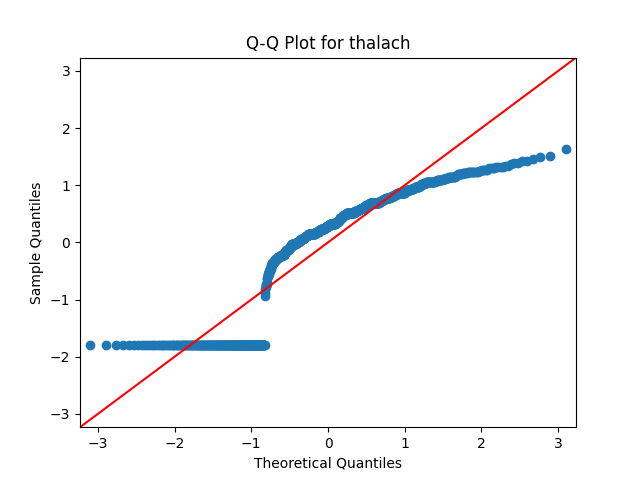 Q-Q Plot for thalach
3
2
1
0
−1
−2
−3
Sample Quantiles
−3 −2 −1 0 1 2 3
Theoretical Quantiles